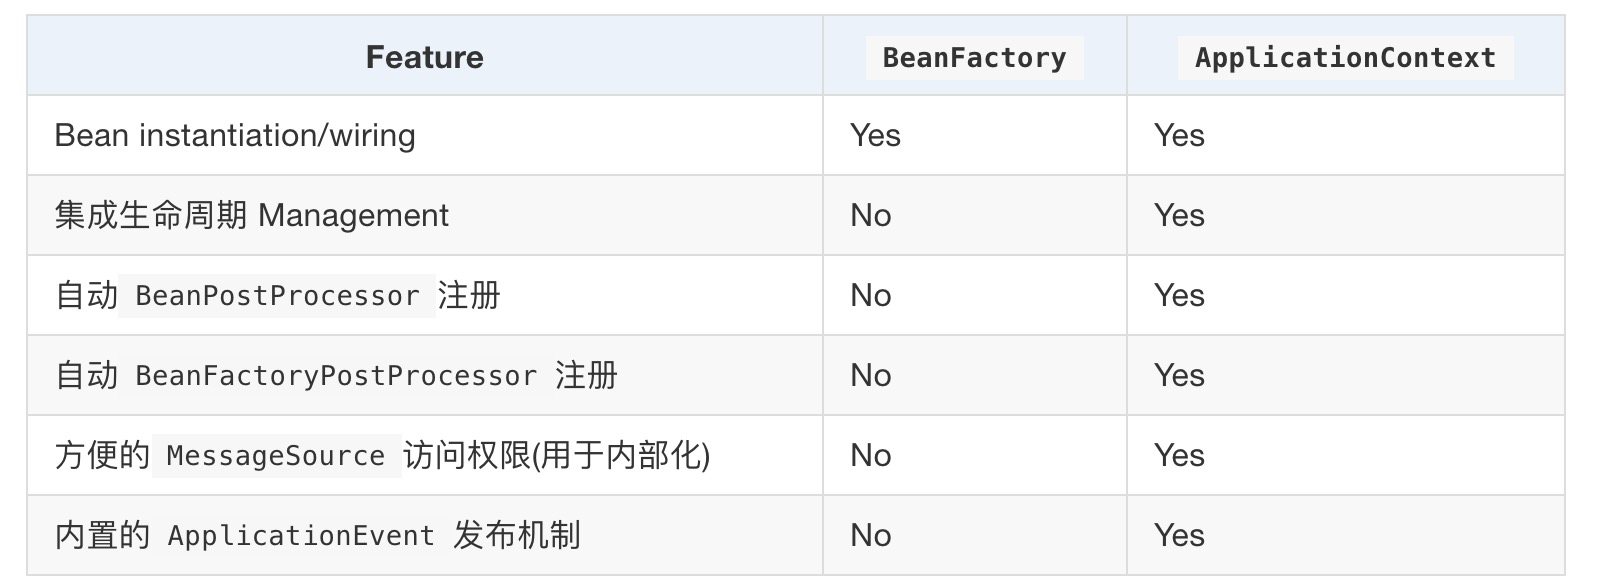 Feature BeanFactory ApplicationContext
Bean instantiation/wiring Yes Yes
集成生命周期 Management No Yes
自动 BeanPostProcessor 注册 No Yes
自动 BeanFactoryPostProcessor 注册 No Yes
方便的 MessageSource 访问权限(用于内部化) No Yes
内置的 ApplicationEvent 发布机制 No Yes